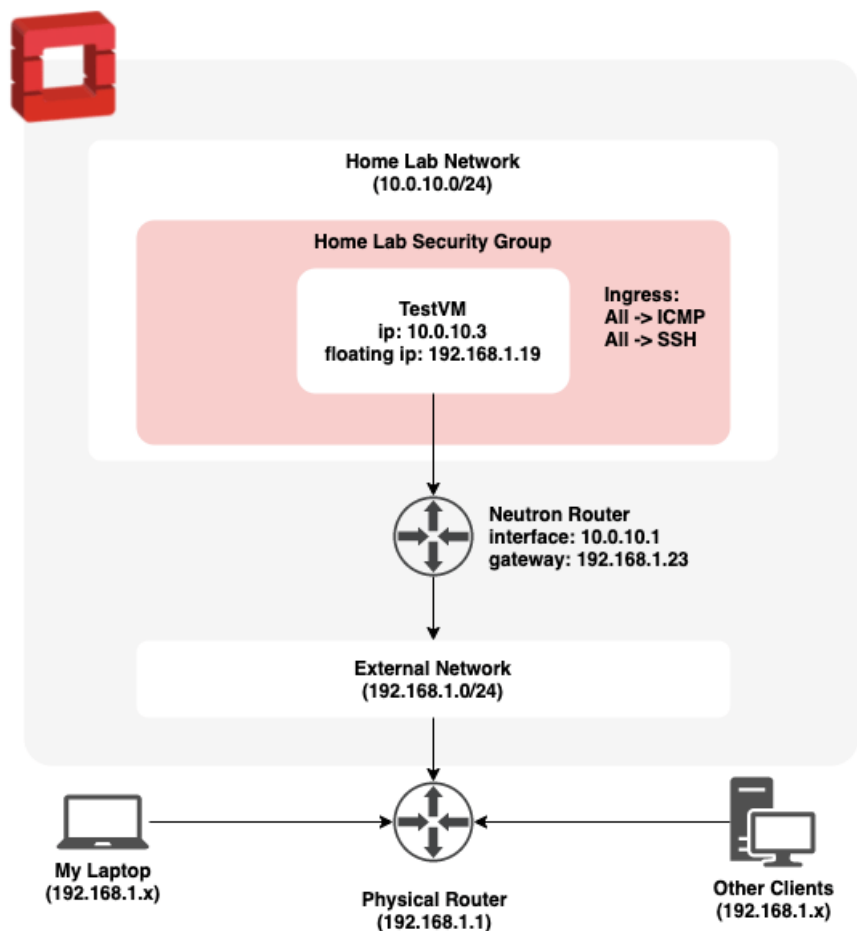 Home Lab Network
(10.0.10.0/24)
Home Lab Security Group
TestVM
ip: 10.0.10.3
floating ip: 192.168.1.19
Ingress:
All -> ICMP
All -> SSH
Neutron Router
interface: 10.0.10.1
gateway: 192.168.1.23
External Network
(192.168.1.0/24)
My Laptop
(192.168.1.x)
Physical Router
(192.168.1.1)
Other Clients
(192.168.1.x)